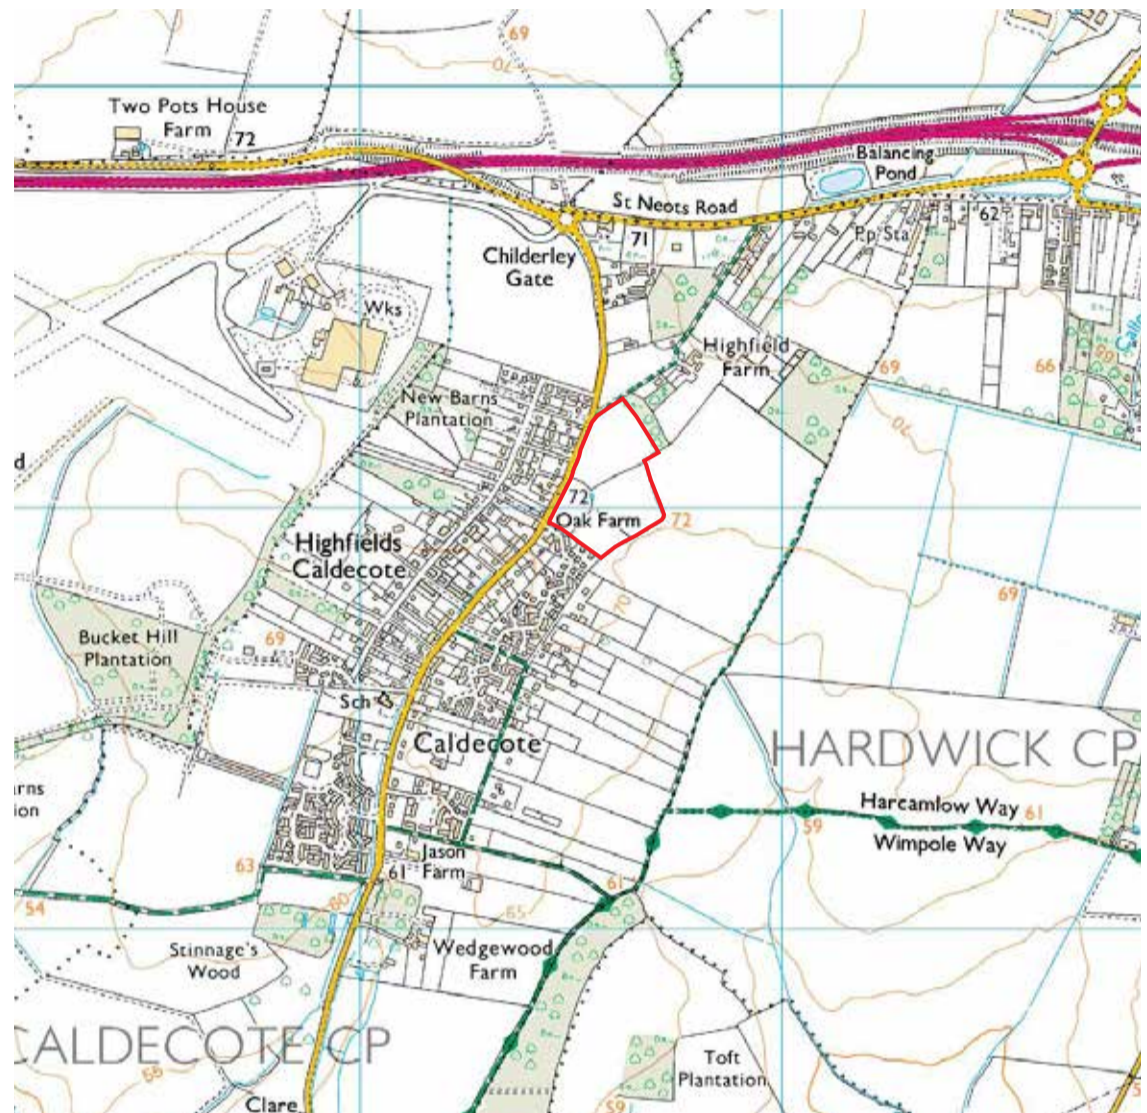 69
70
Two Pots House
Farm
72
Balancing
Pond
St Neots Road
62
71
Pp Sta
Childerley
Gate
Wks
Highfield
Farm
69
66
New Barns
Plantation
70
72
Oak Farm
72
Highfields
Caldecote
70
69
Bucket Hill
Plantation
69
Sch
Caldecote
HARDWICK CP
Harcamlow Way
61
59
Wimpole Way
Jason
Farm
63
61
61
54
60
65
Stinnage's
Wood
Wedgewood
Farm
CALDECOTE CP
Toft
Plantation
Clare
59